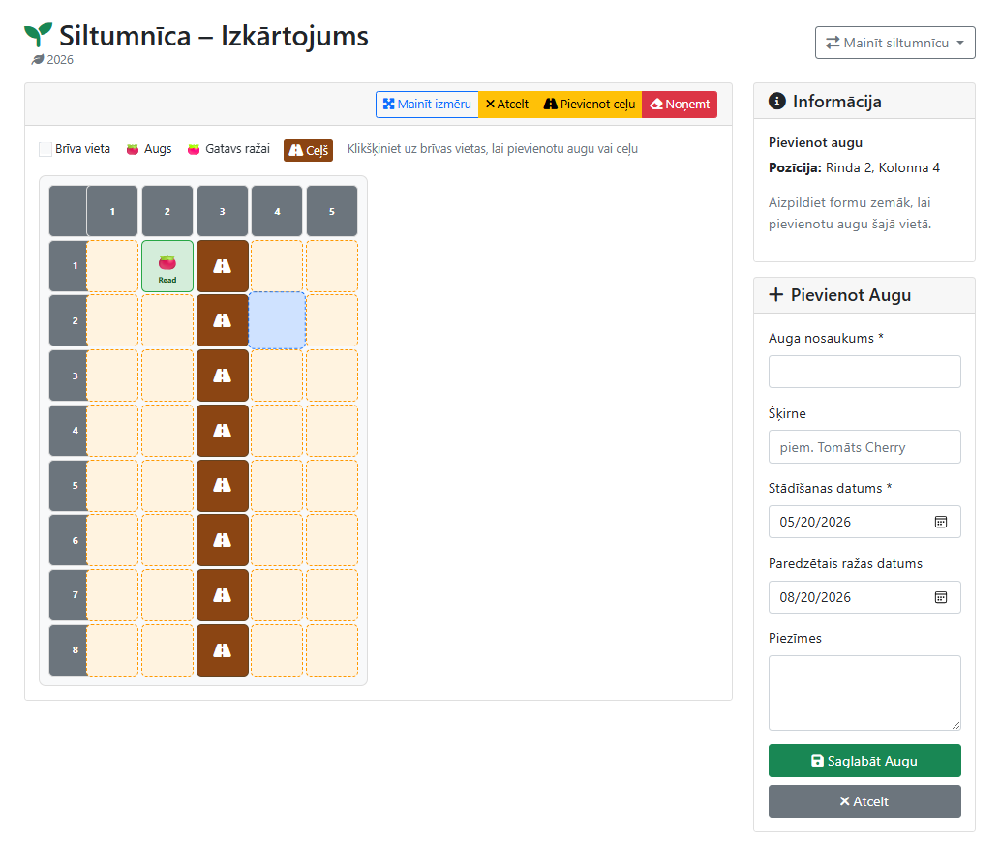 Siltumnīca – Izkārtojums
2026
Mainīt siltumnīcu
Mainīt izmēru
Atcelt
Pievienot ceļu
Noņemt
Brīva vieta
Augs
Gatavs ražai
Ceļš
Klikšķiniet uz brīvas vietas, lai pievienotu augu vai ceļu
1 2 3 4 5
1
Read
2
3
4
5
6
7
8
Informācija
Pievienot augu
Pozīcija: Rinda 2, Kolonna 4
Aizpildiet formu zemāk, lai
pievienotu augu šajā vietā.
Pievienot Augu
Auga nosaukums *
Šķirne
piem. Tomāts Cherry
Stādīšanas datums *
05/20/2026
Paredzētais ražas datums
08/20/2026
Piezīmes
Saglabāt Augu
Atcelt